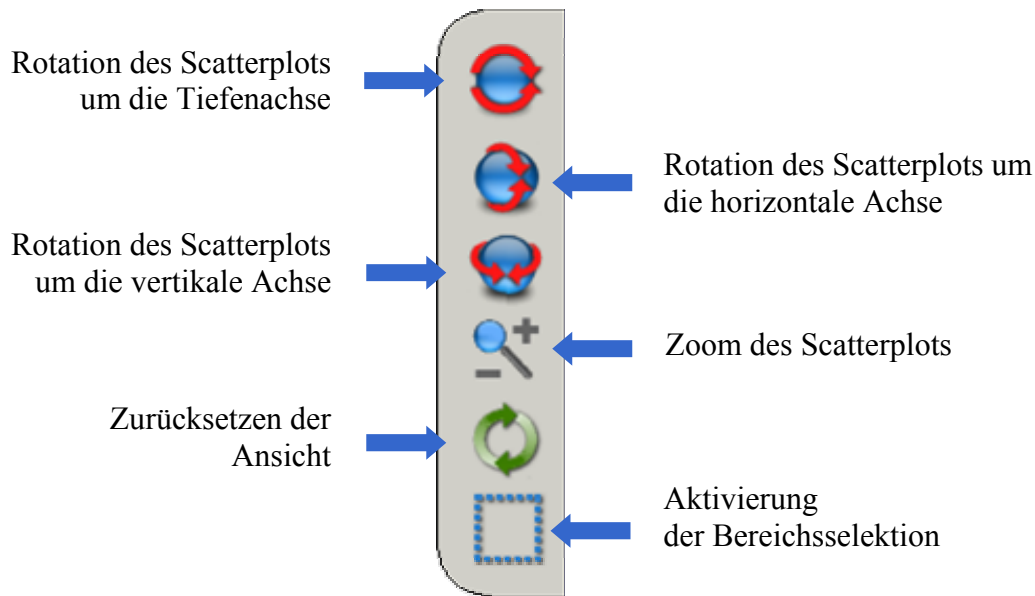 Rotation des Scatterplots
um die Tiefenachse
Rotation des Scatterplots um
die horizontale Achse
Rotation des Scatterplots
um die vertikale Achse
Zoom des Scatterplots
Zurücksetzen der
Ansicht
Aktivierung
der Bereichsselektion